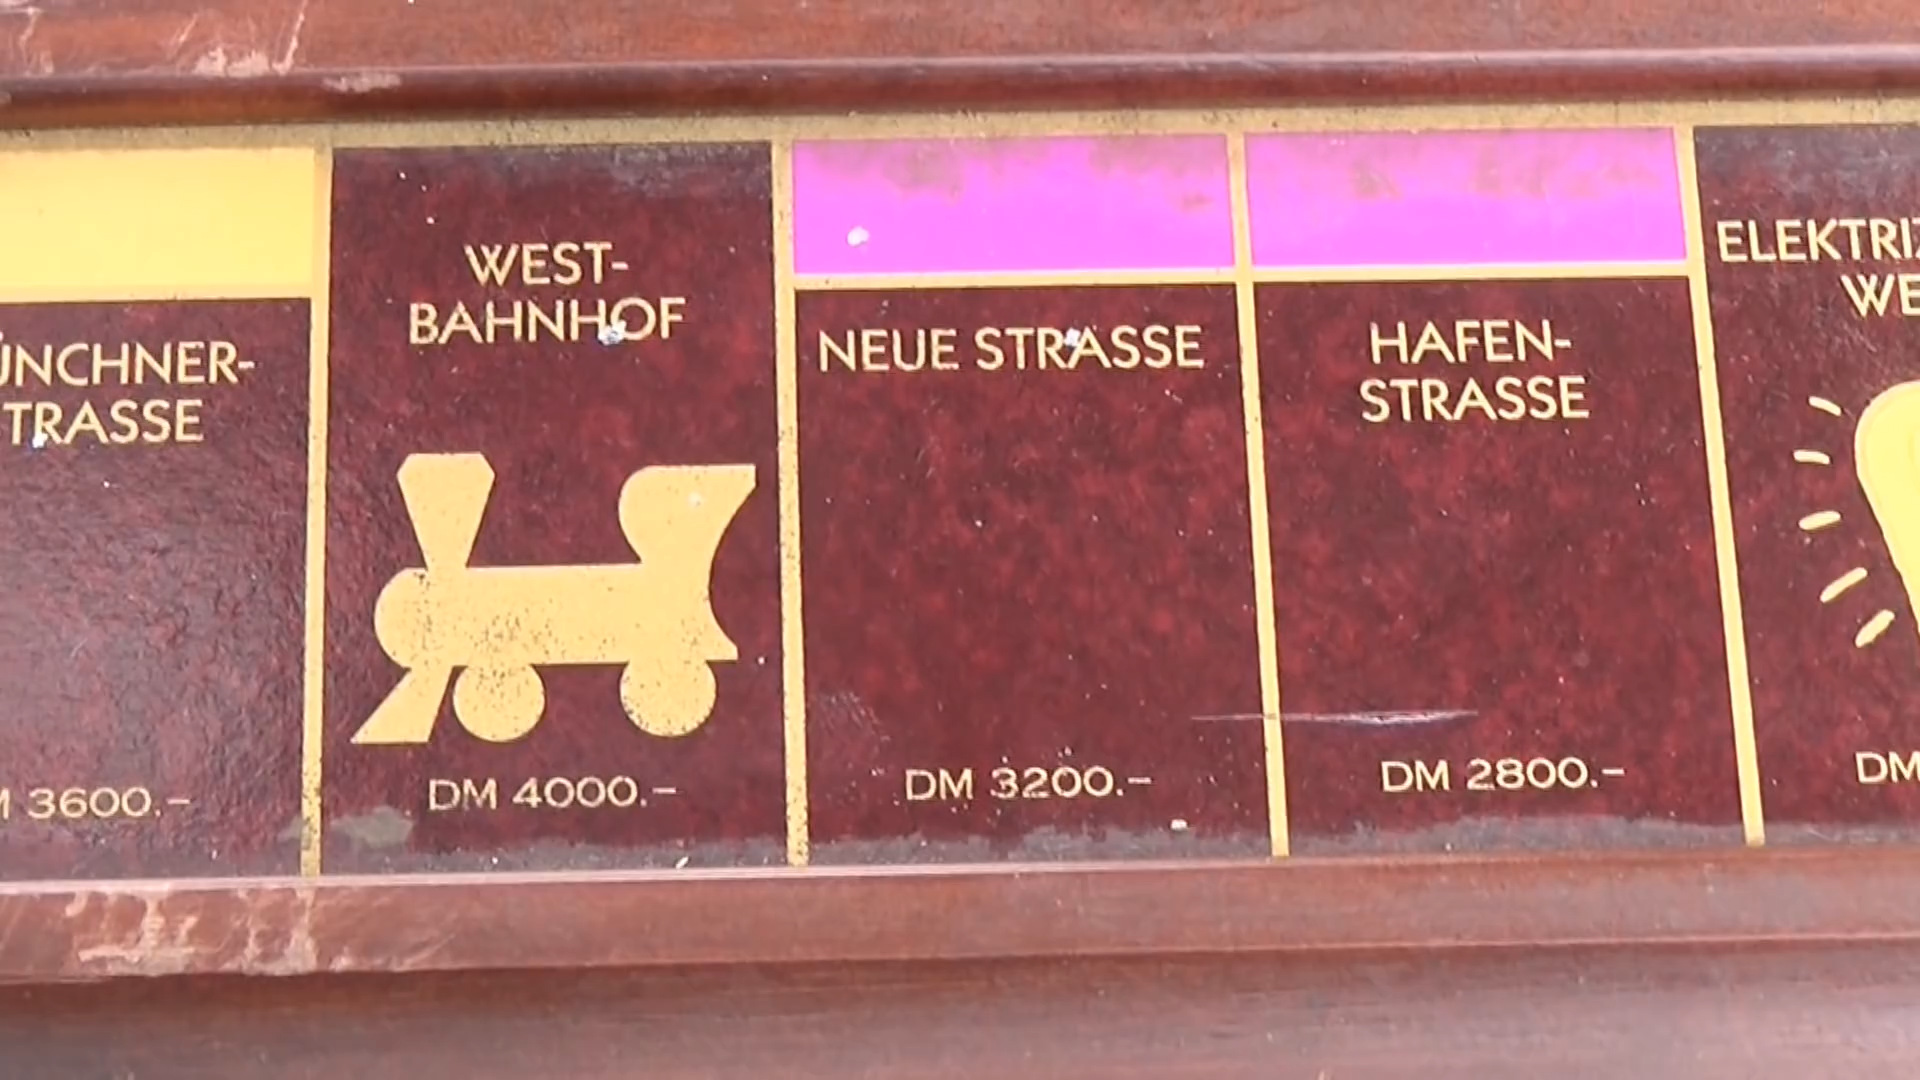 WEST-
BAHNHOF
DM 4000.-
NEUE STRASSE
DM 3200.-
HAFEN-
STRASSE
DM 2800.-
ÜNCHNER-
TRASSE
3600.-
ELEKTRIZ
WE
DM